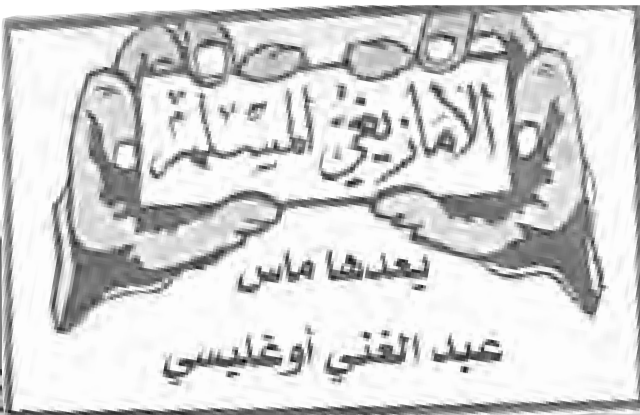 الأمازيغي المسلم
يعدها ماس
عبد الغني أوغليسي